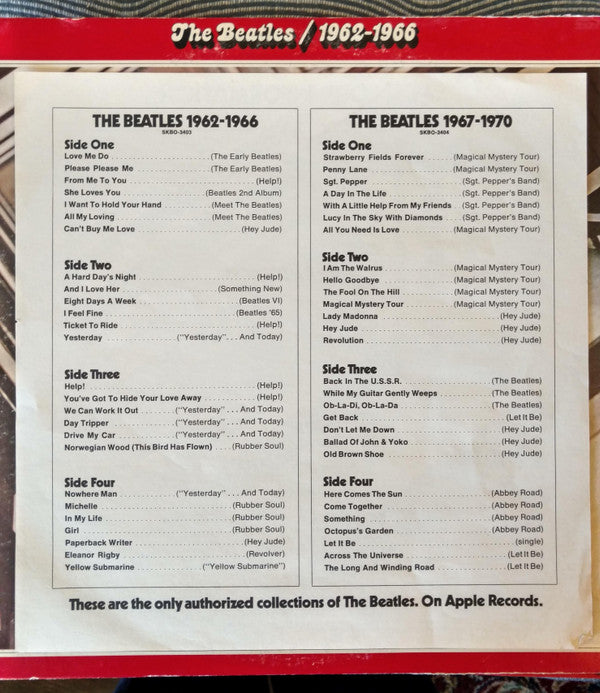 The Beatles / 1962-1966
THE BEATLES 1962-1966
SKBO-3403
Side One
Love Me Do . . . . . . . . . . . . . . . . . . . . . (The Early Beatles)
Please Please Me . . . . . . . . . . . . . . . . (The Early Beatles)
From Me To You . . . . . . . . . . . . . . . . . . . . . . . . . . . (Help!)
She Loves You . . . . . . . . . . . . . . . . . (Beatles 2nd Album)
I Want To Hold Your Hand . . . . . . . . . (Meet The Beatles)
All My Loving . . . . . . . . . . . . . . . . . . . . (Meet The Beatles)
Can't Buy Me Love . . . . . . . . . . . . . . . . . . . . . (Hey Jude)
Side Two
A Hard Day's Night . . . . . . . . . . . . . . . . . . . . . . . . (Help!)
And I Love Her . . . . . . . . . . . . . . . . . . . (Something New)
Eight Days A Week . . . . . . . . . . . . . . . . . . . . (Beatles VI)
I Feel Fine . . . . . . . . . . . . . . . . . . . . . . . . . . . (Beatles '65)
Ticket To Ride . . . . . . . . . . . . . . . . . . . . . . . . . . . . (Help!)
Yesterday . . . . . . . . . . . . . . . ("Yesterday" . . . And Today)
Side Three
Help! . . . . . . . . . . . . . . . . . . . . . . . . . . . . . . . . . . . . (Help!)
You've Got To Hide Your Love Away . . . . . . . . . (Help!)
We Can Work It Out . . . . . . . ("Yesterday" . . . And Today)
Day Tripper . . . . . . . . . . . . . ("Yesterday" . . . And Today)
Drive My Car . . . . . . . . . . . . ("Yesterday" . . . And Today)
Norwegian Wood (This Bird Has Flown) . . . (Rubber Soul)
Side Four
Nowhere Man . . . . . . . . . . . . ("Yesterday" . . . And Today)
Michelle . . . . . . . . . . . . . . . . . . . . . . . . . . . . (Rubber Soul)
In My Life . . . . . . . . . . . . . . . . . . . . . . . . . . . (Rubber Soul)
Girl . . . . . . . . . . . . . . . . . . . . . . . . . . . . . . . . (Rubber Soul)
Paperback Writer . . . . . . . . . . . . . . . . . . . . . . (Hey Jude)
Eleanor Rigby . . . . . . . . . . . . . . . . . . . . . . . . . . (Revolver)
Yellow Submarine . . . . . . . . . . . . . ("Yellow Submarine")
THE BEATLES 1967-1970
SKBO-3404
Side One
Strawberry Fields Forever . . . . . . (Magical Mystery Tour)
Penny Lane . . . . . . . . . . . . . . . . . . (Magical Mystery Tour)
Sgt. Pepper . . . . . . . . . . . . . . . . . . . (Sgt. Pepper's Band)
A Day In The Life . . . . . . . . . . . . . . (Sgt. Pepper's Band)
With A Little Help From My Friends . . (Sgt. Pepper's Band)
Lucy In The Sky With Diamonds . . . . (Sgt. Pepper's Band)
All You Need Is Love . . . . . . . . . . . (Magical Mystery Tour)
Side Two
I Am The Walrus . . . . . . . . . . . . . . (Magical Mystery Tour)
Hello Goodbye . . . . . . . . . . . . . . . (Magical Mystery Tour)
The Fool On The Hill . . . . . . . . . . . (Magical Mystery Tour)
Magical Mystery Tour . . . . . . . . . . (Magical Mystery Tour)
Lady Madonna . . . . . . . . . . . . . . . . . . . . . . . . . (Hey Jude)
Hey Jude . . . . . . . . . . . . . . . . . . . . . . . . . . . . . . (Hey Jude)
Revolution . . . . . . . . . . . . . . . . . . . . . . . . . . . . (Hey Jude)
Side Three
Back In The U.S.S.R. . . . . . . . . . . . . . . . . . (The Beatles)
While My Guitar Gently Weeps . . . . . . . . . . (The Beatles)
Ob-La-Di, Ob-La-Da . . . . . . . . . . . . . . . . . . (The Beatles)
Get Back . . . . . . . . . . . . . . . . . . . . . . . . . . . . . . (Let It Be)
Don't Let Me Down . . . . . . . . . . . . . . . . . . . . . (Hey Jude)
Ballad Of John & Yoko . . . . . . . . . . . . . . . . . . (Hey Jude)
Old Brown Shoe . . . . . . . . . . . . . . . . . . . . . . . . (Hey Jude)
Side Four
Here Comes The Sun . . . . . . . . . . . . . . . . . (Abbey Road)
Come Together . . . . . . . . . . . . . . . . . . . . . . (Abbey Road)
Something . . . . . . . . . . . . . . . . . . . . . . . . . . (Abbey Road)
Octopus's Garden . . . . . . . . . . . . . . . . . . . (Abbey Road)
Let It Be . . . . . . . . . . . . . . . . . . . . . . . . . . . . . . . . (single)
Across The Universe . . . . . . . . . . . . . . . . . . . . (Let It Be)
The Long And Winding Road . . . . . . . . . . . . . . (Let It Be)
These are the only authorized collections of The Beatles. On Apple Records.